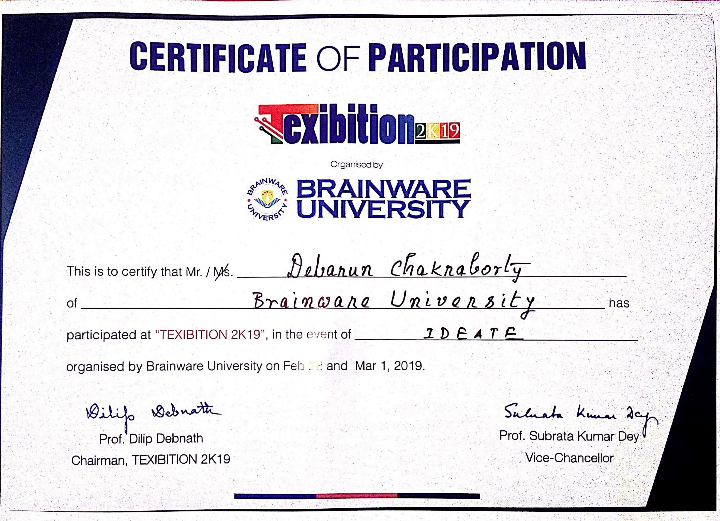 CERTIFICATE OF PARTICIPATION
Texibition 2K19
Organised by
BRAINWARE UNIVERSITY
BRAINWARE
UNIVERSITY
This is to certify that Mr. / Ms. Debarun Chakraborty
of Brainware University has
participated at "TEXIBITION 2K19", in the event of IDEATE
organised by Brainware University on Feb and Mar 1, 2019.
Dilip Debnath
Subrata Kumar Dey
Prof. Dilip Debnath
Prof. Subrata Kumar Dey
Chairman, TEXIBITION 2K19
Vice-Chancellor